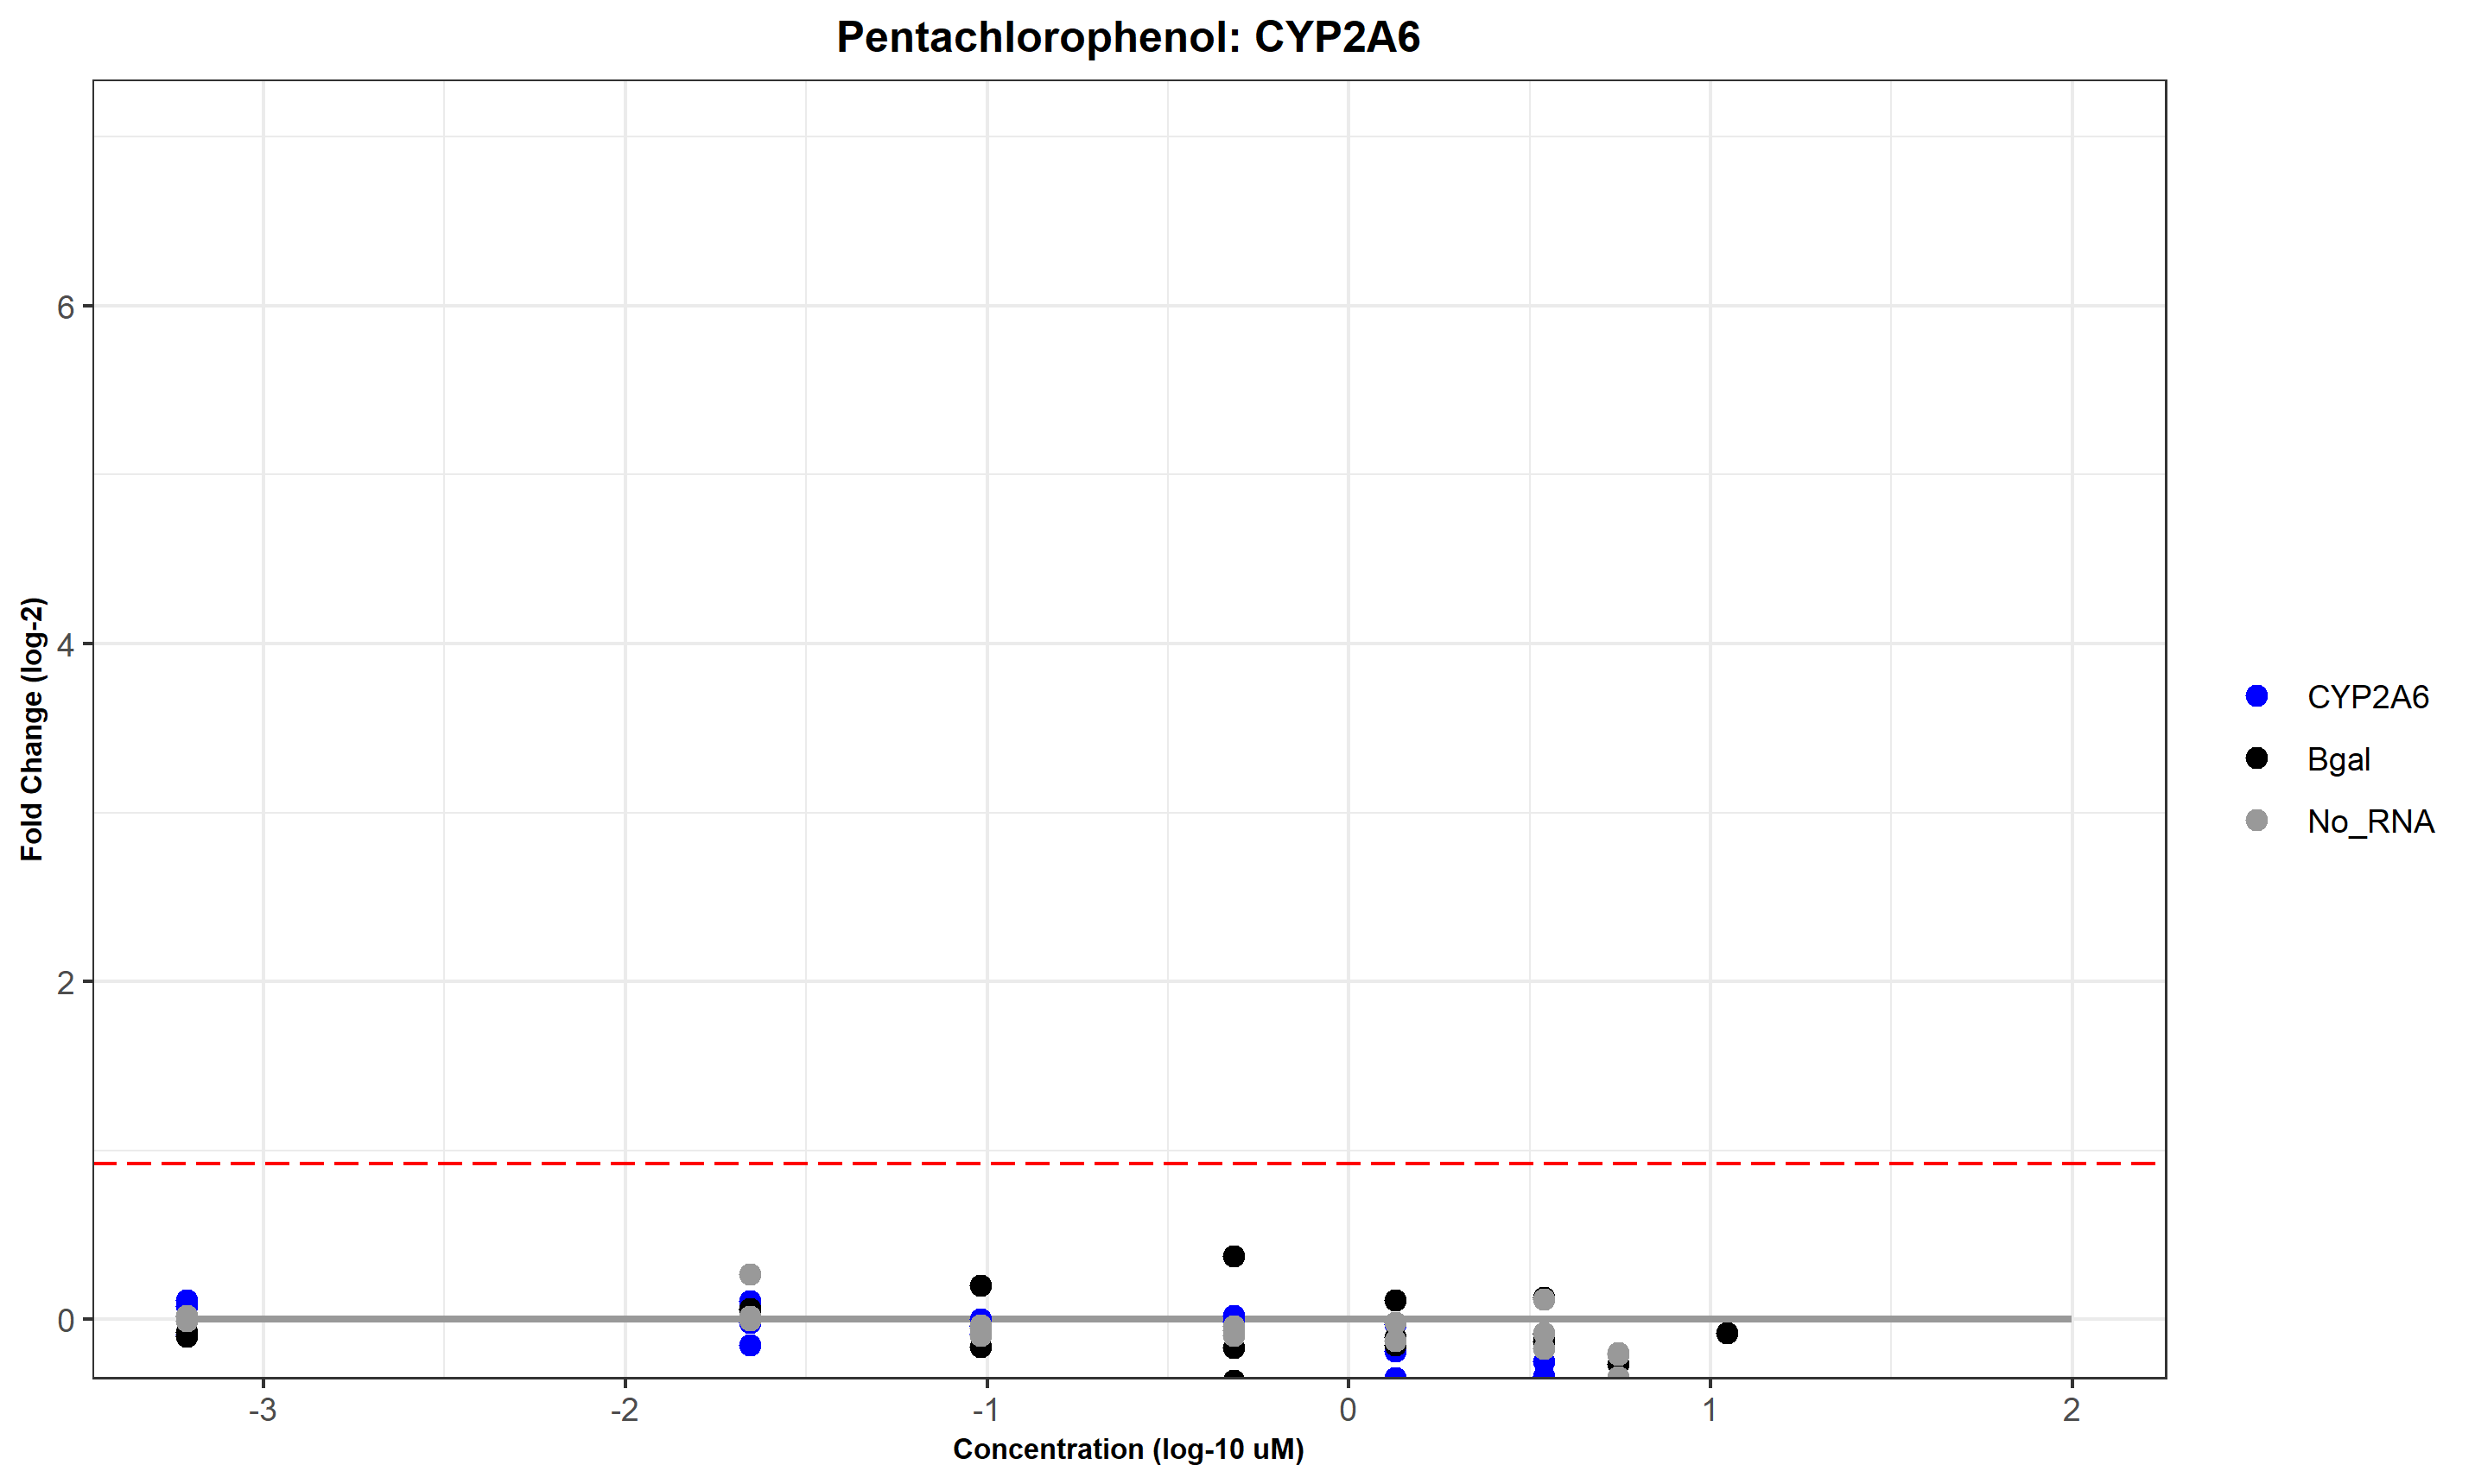 Pentachlorophenol: CYP2A6
Fold Change (log-2)
6
4
2
0
-3
-2
-1
0
1
2
Concentration (log-10 uM)
CYP2A6
Bgal
No_RNA